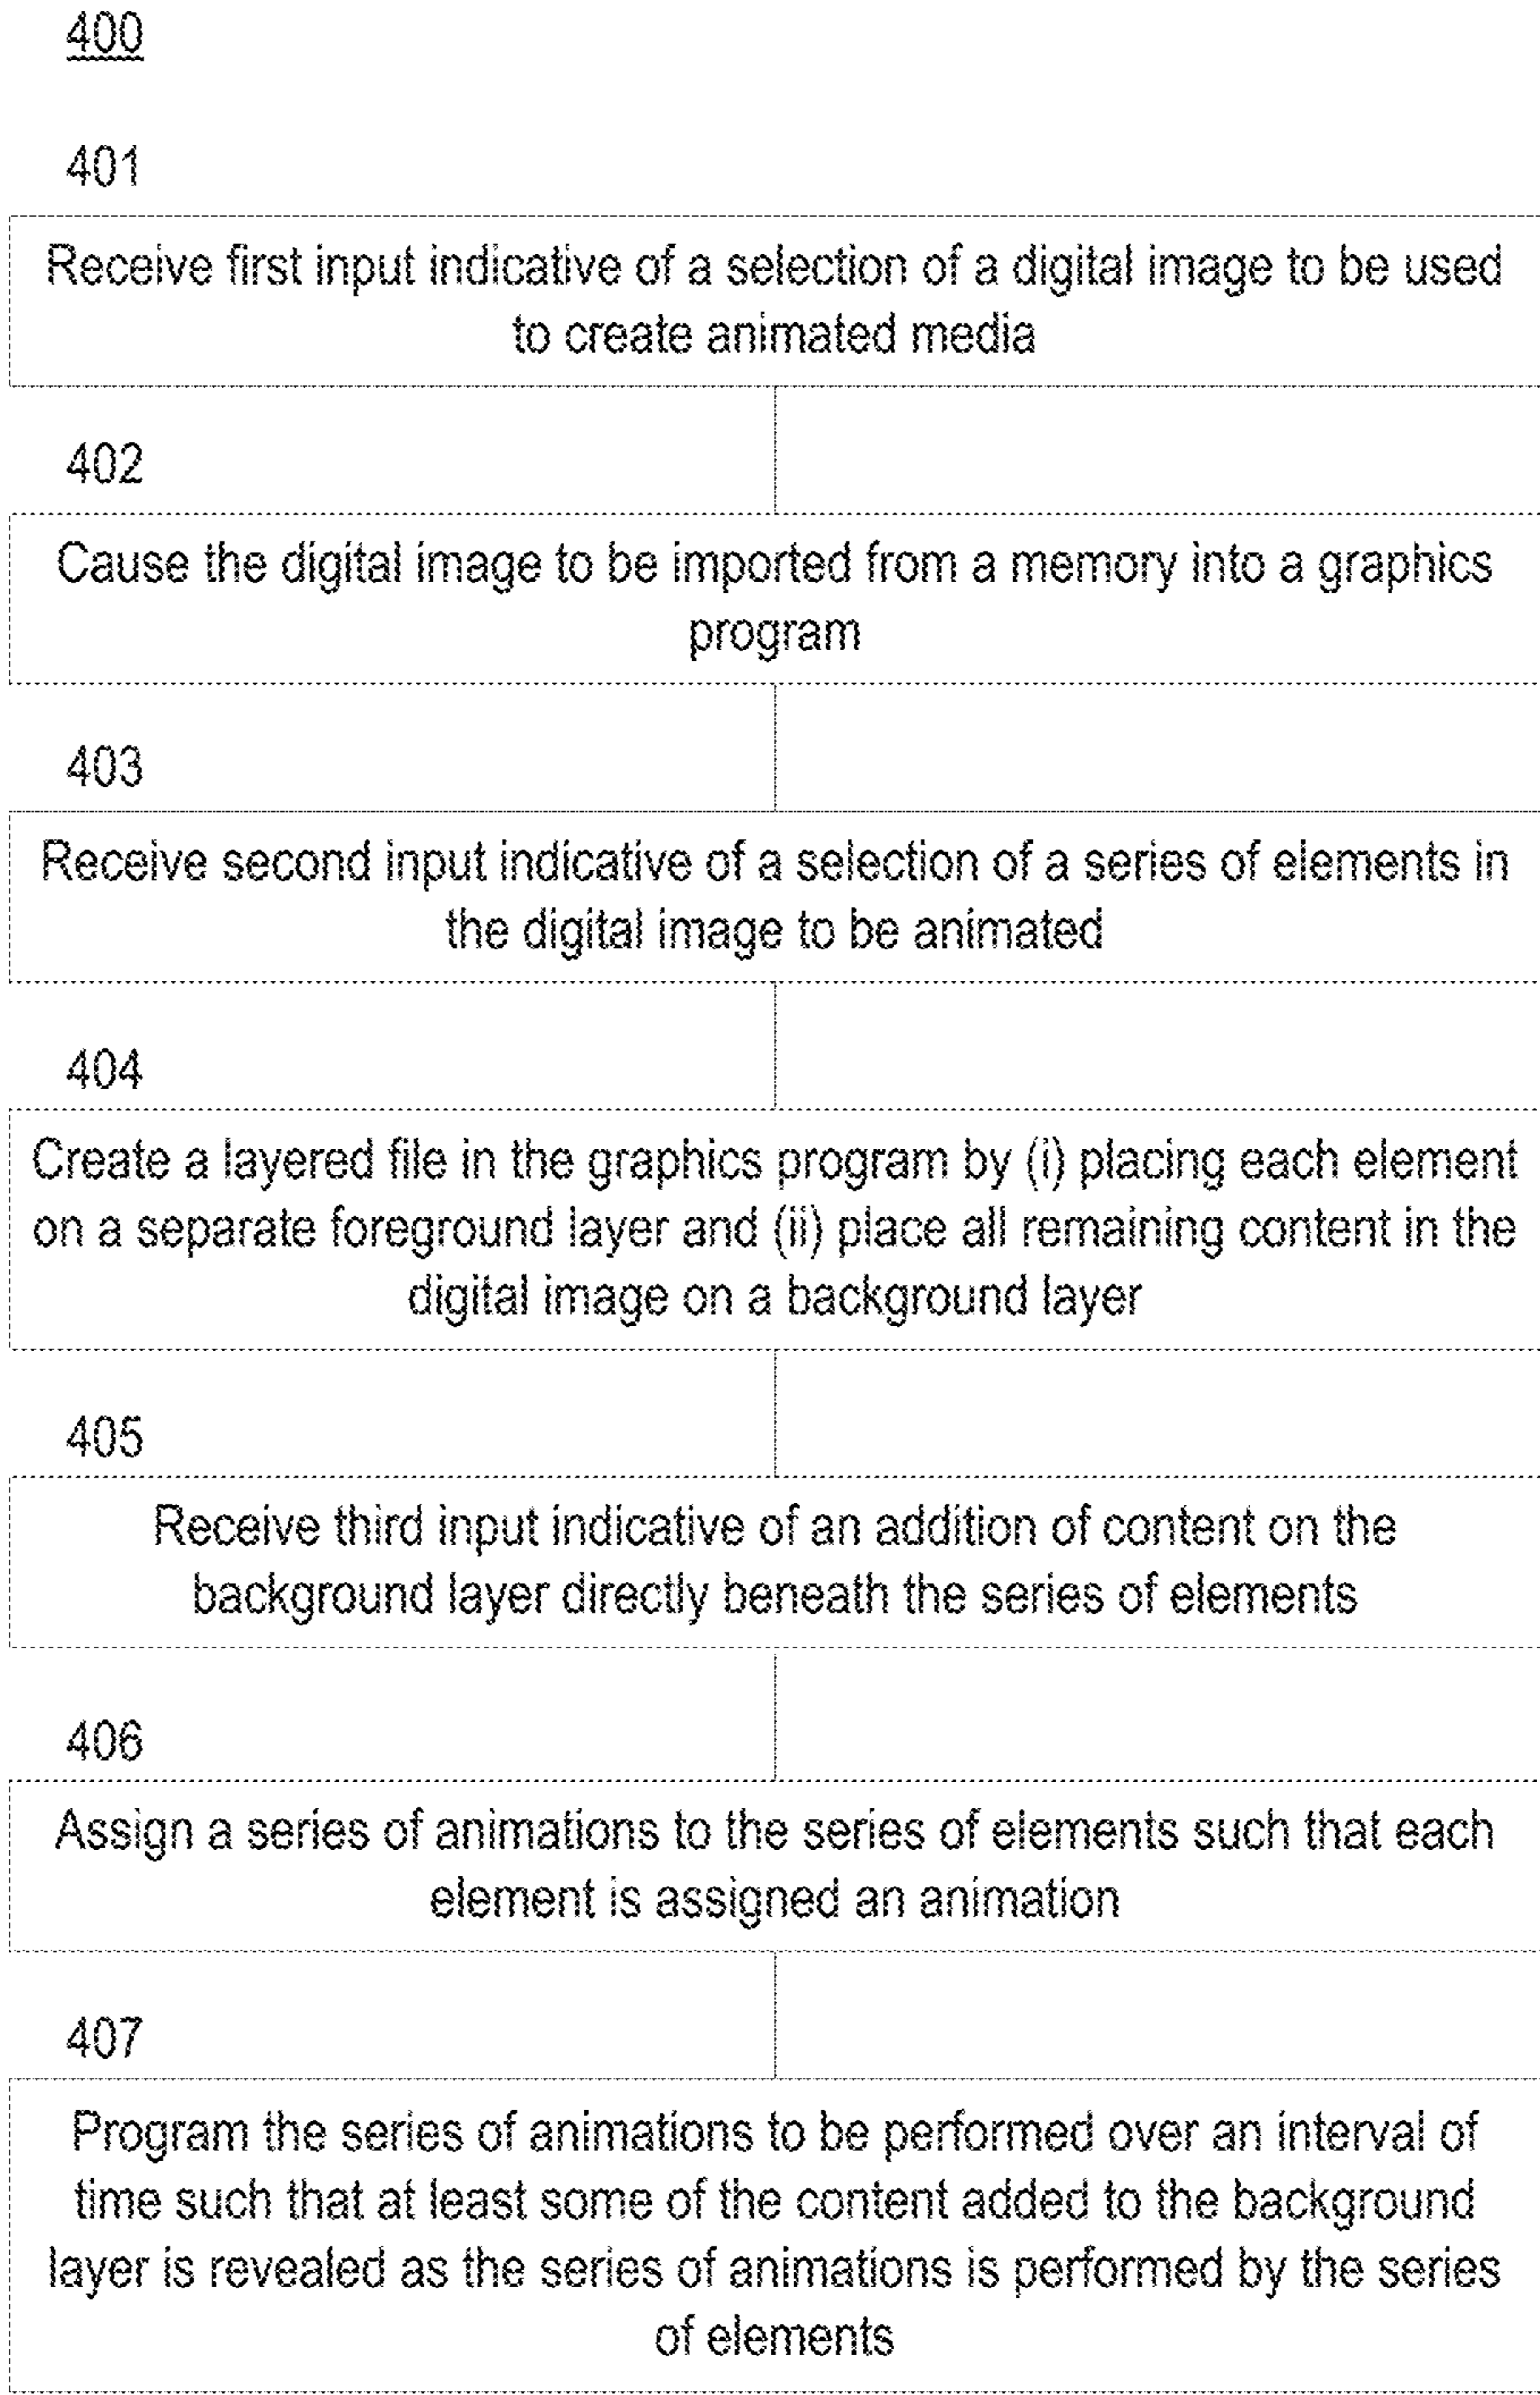 400
401
Receive first input indicative of a selection of a digital image to be used
to create animated media
402
Cause the digital image to be imported from a memory into a graphics
program
403
Receive second input indicative of a selection of a series of elements in
the digital image to be animated
404
Create a layered file in the graphics program by (i) placing each element
on a separate foreground layer and (ii) place all remaining content in the
digital image on a background layer
405
Receive third input indicative of an addition of content on the
background layer directly beneath the series of elements
406
Assign a series of animations to the series of elements such that each
element is assigned an animation
407
Program the series of animations to be performed over an interval of
time such that at least some of the content added to the background
layer is revealed as the series of animations is performed by the series
of elements